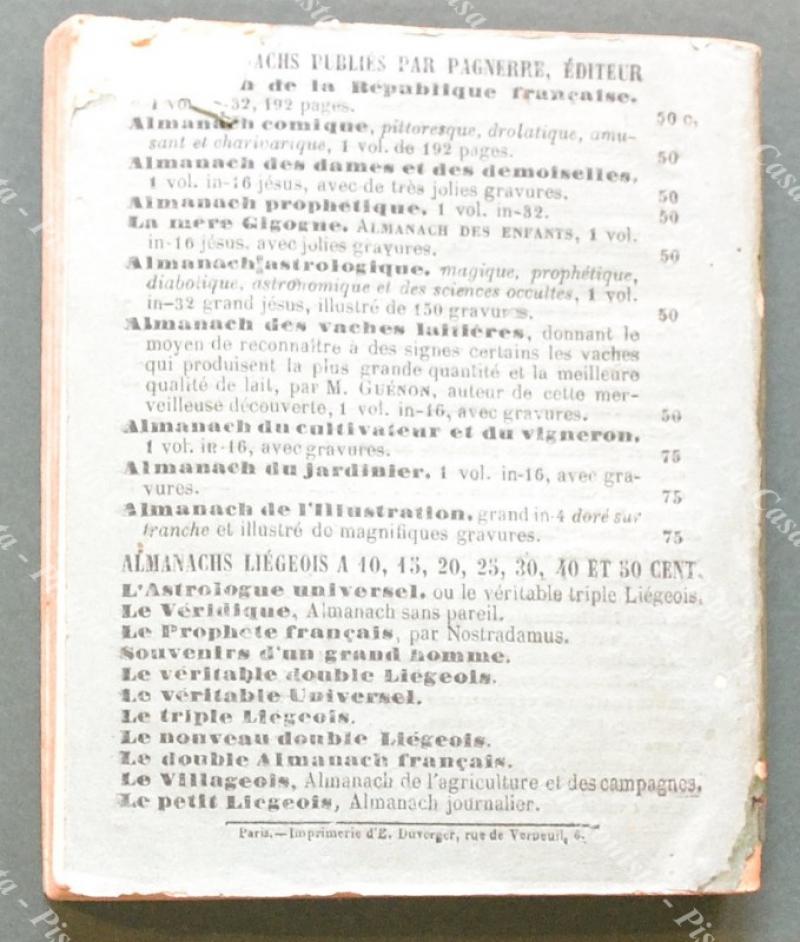 ACHS PUBLIÉS PAR PAGNERRE, ÉDITEUR
de la République française.
1 vol. 32, 192 pages. 50 c.
Almanach comique, pittoresque, drolatique, amu-
sant et charivarique, 1 vol. de 192 pages. 50
Almanach des dames et des demoiselles,
1 vol. in-16 jésus, avec de très jolies gravures. 50
Almanach prophétique. 1 vol. in-32. 50
La mère Gigogne. ALMANACH DES ENFANTS, 1 vol.
in-16 jésus, avec jolies gravures. 50
Almanach astrologique. magique, prophétique,
diabolique, astronomique et des sciences occultes, 1 vol.
in-32 grand jésus, illustré de 150 gravures. 50
Almanach des vaches laitières, donnant le
moyen de reconnaître à des signes certains les vaches
qui produisent la plus grande quantité et la meilleure
qualité de lait, par M. GUÉNON, auteur de cette mer-
veilleuse découverte, 1 vol. in-16, avec gravures. 50
Almanach du cultivateur et du vigneron.
1 vol. in-16, avec gravures. 75
Almanach du jardinier. 1 vol. in-16, avec gra-
vures. 75
Almanach de l'Illustration. grand in-4 doré sur
tranche et illustré de magnifiques gravures. 75
ALMANACHS LIÉGEOIS A 10, 15, 20, 25, 30, 40 ET 50 CENT.
L'Astrologue universel. ou le véritable triple Liégeois.
Le Véridique, Almanach sans pareil.
Le Prophète français, par Nostradamus.
Souvenirs d'un grand homme.
Le véritable double Liégeois.
Le véritable Universel.
Le triple Liégeois.
Le nouveau double Liégeois.
Le double Almanach français.
Le Villageois, Almanach de l'agriculture et des campagnes.
Le petit Liegeois, Almanach journalier.
Paris.—Imprimerie d'E. Duverger, rue de Verneuil, 6.